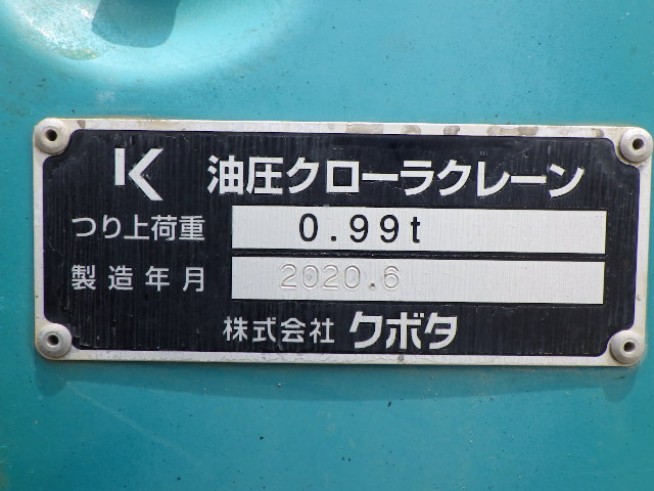 K 油圧クローラクレーン
つり上荷重 0.99t
製造年月 2020.6
株式会社 クボタ